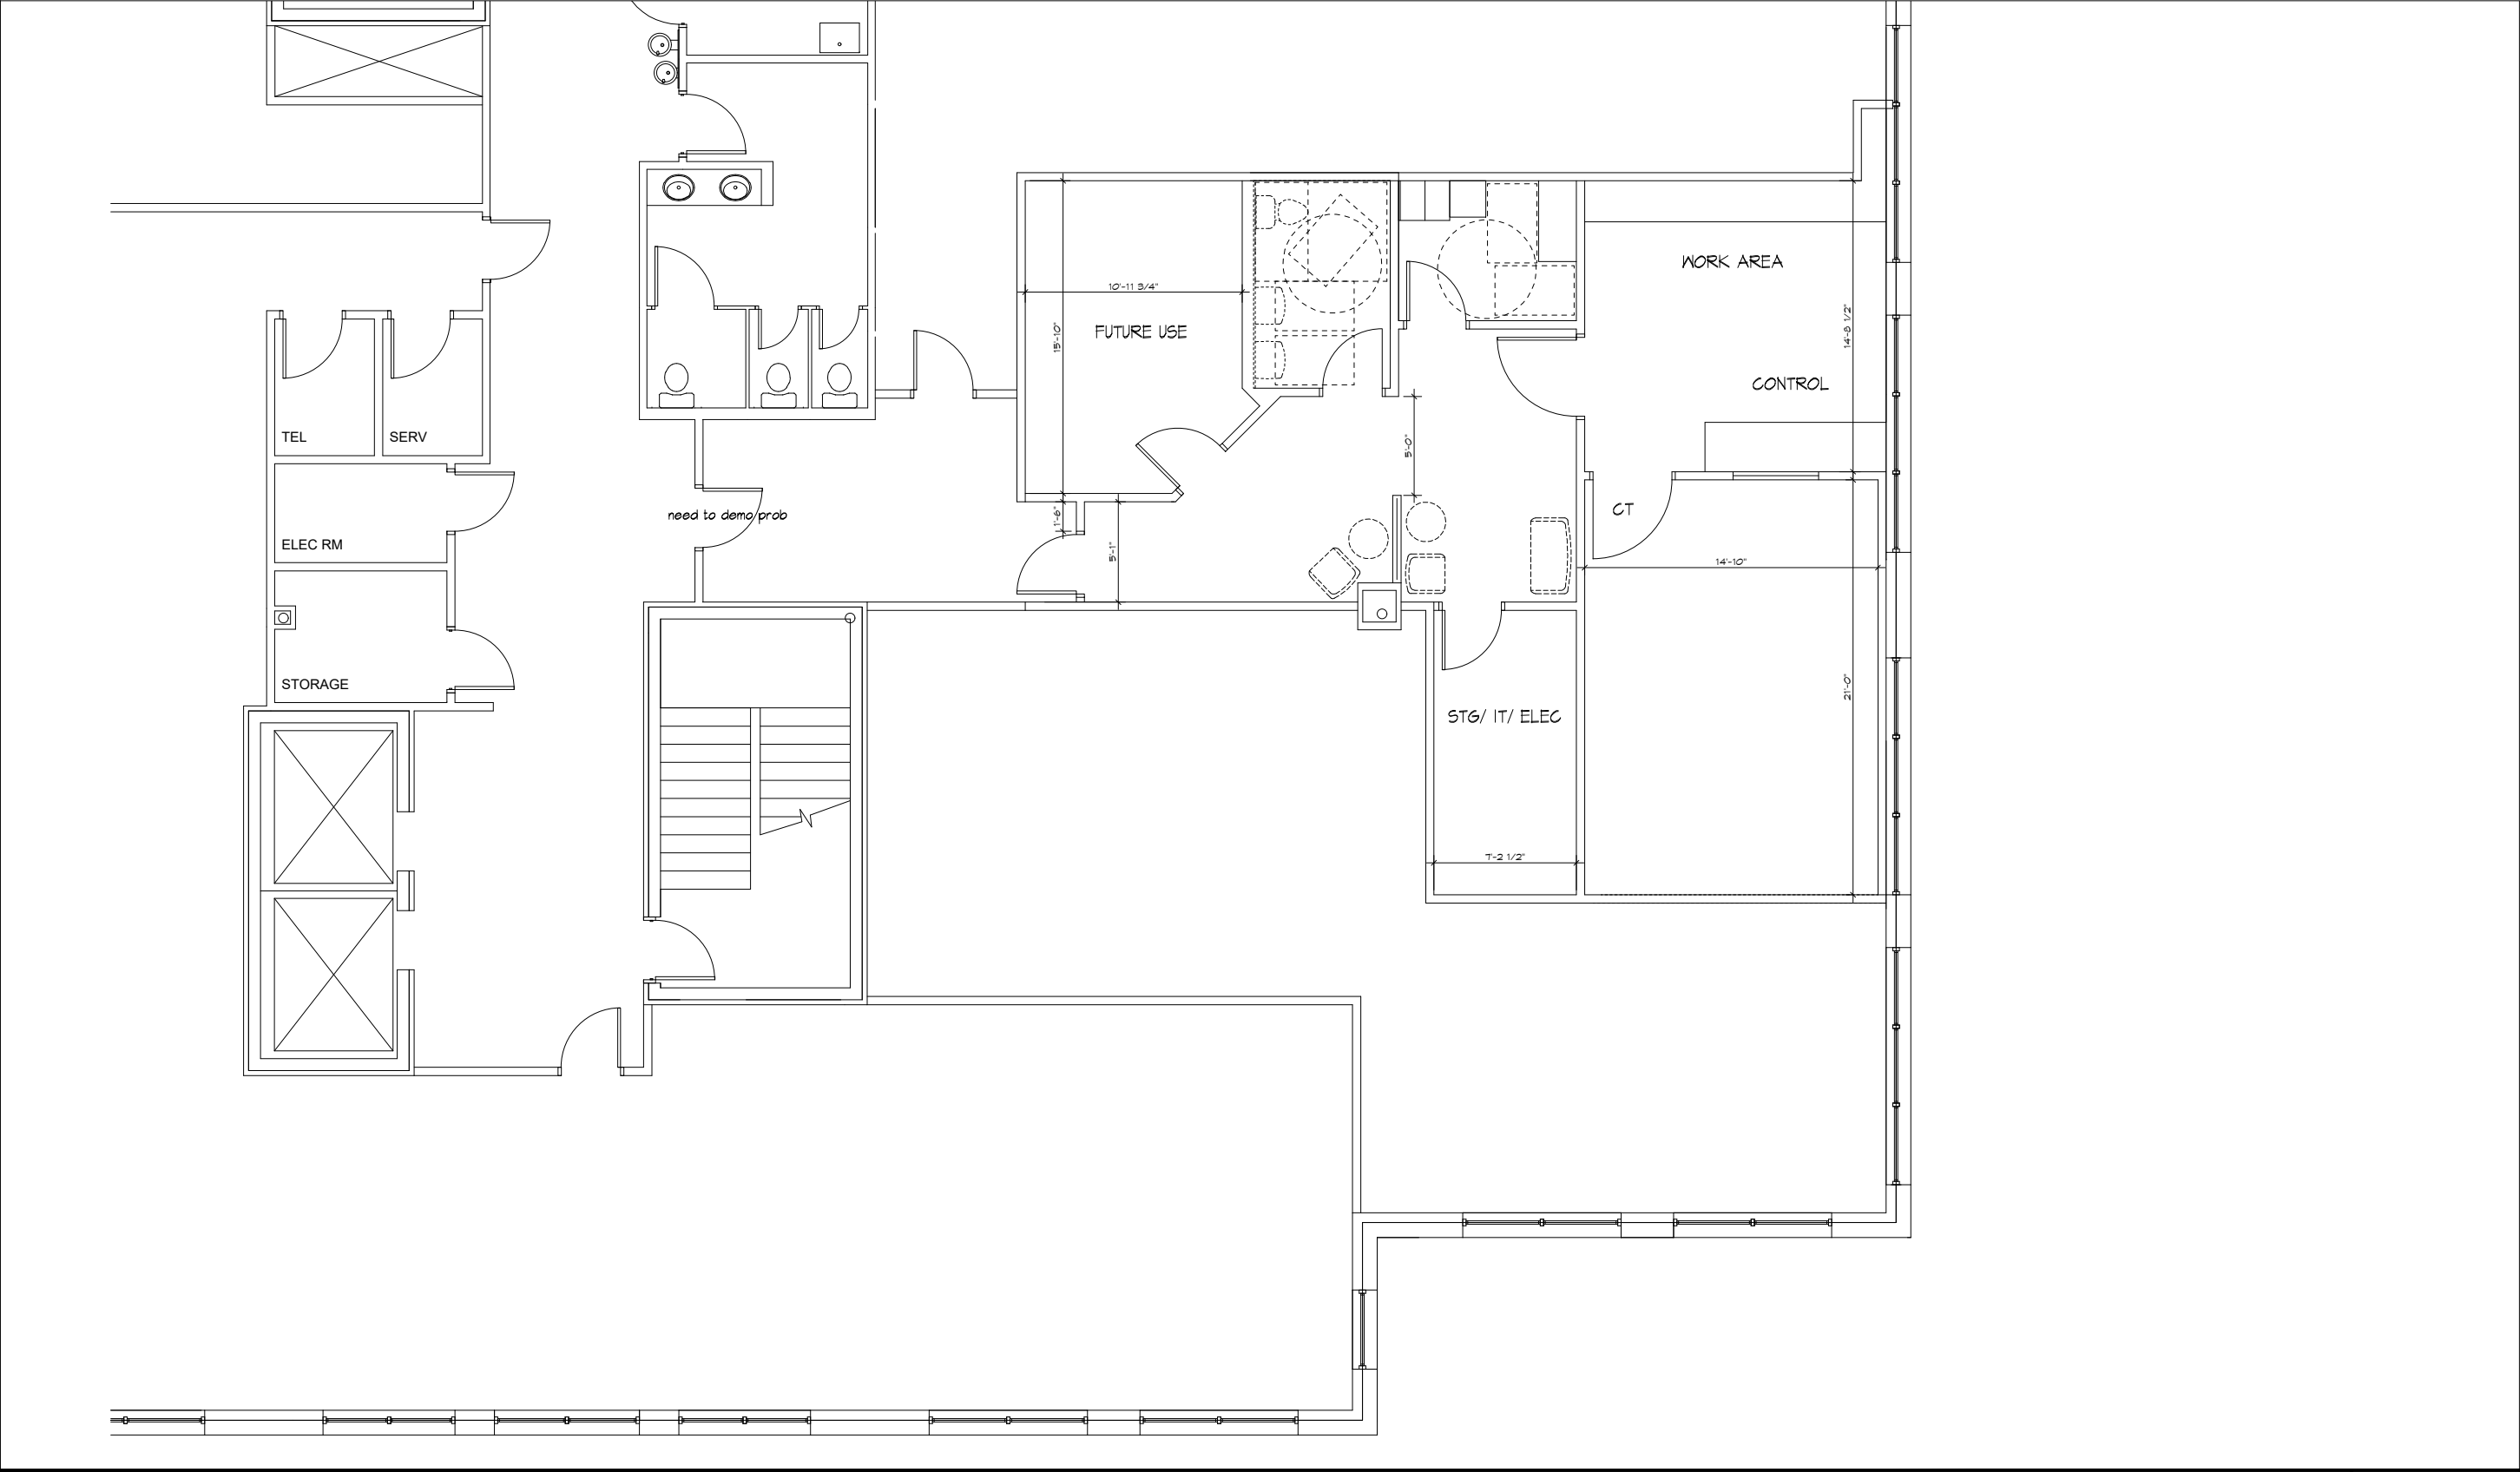 WORK AREA
10'-11 3/4"
15'-10"
FUTURE USE
14'-8 1/2"
CONTROL
TEL
SERV
5'-0"
need to demo prob
1'-6"
CT
ELEC RM
5'-1"
14'-10"
STORAGE
21'-0"
STG/ IT/ ELEC
7'-2 1/2"